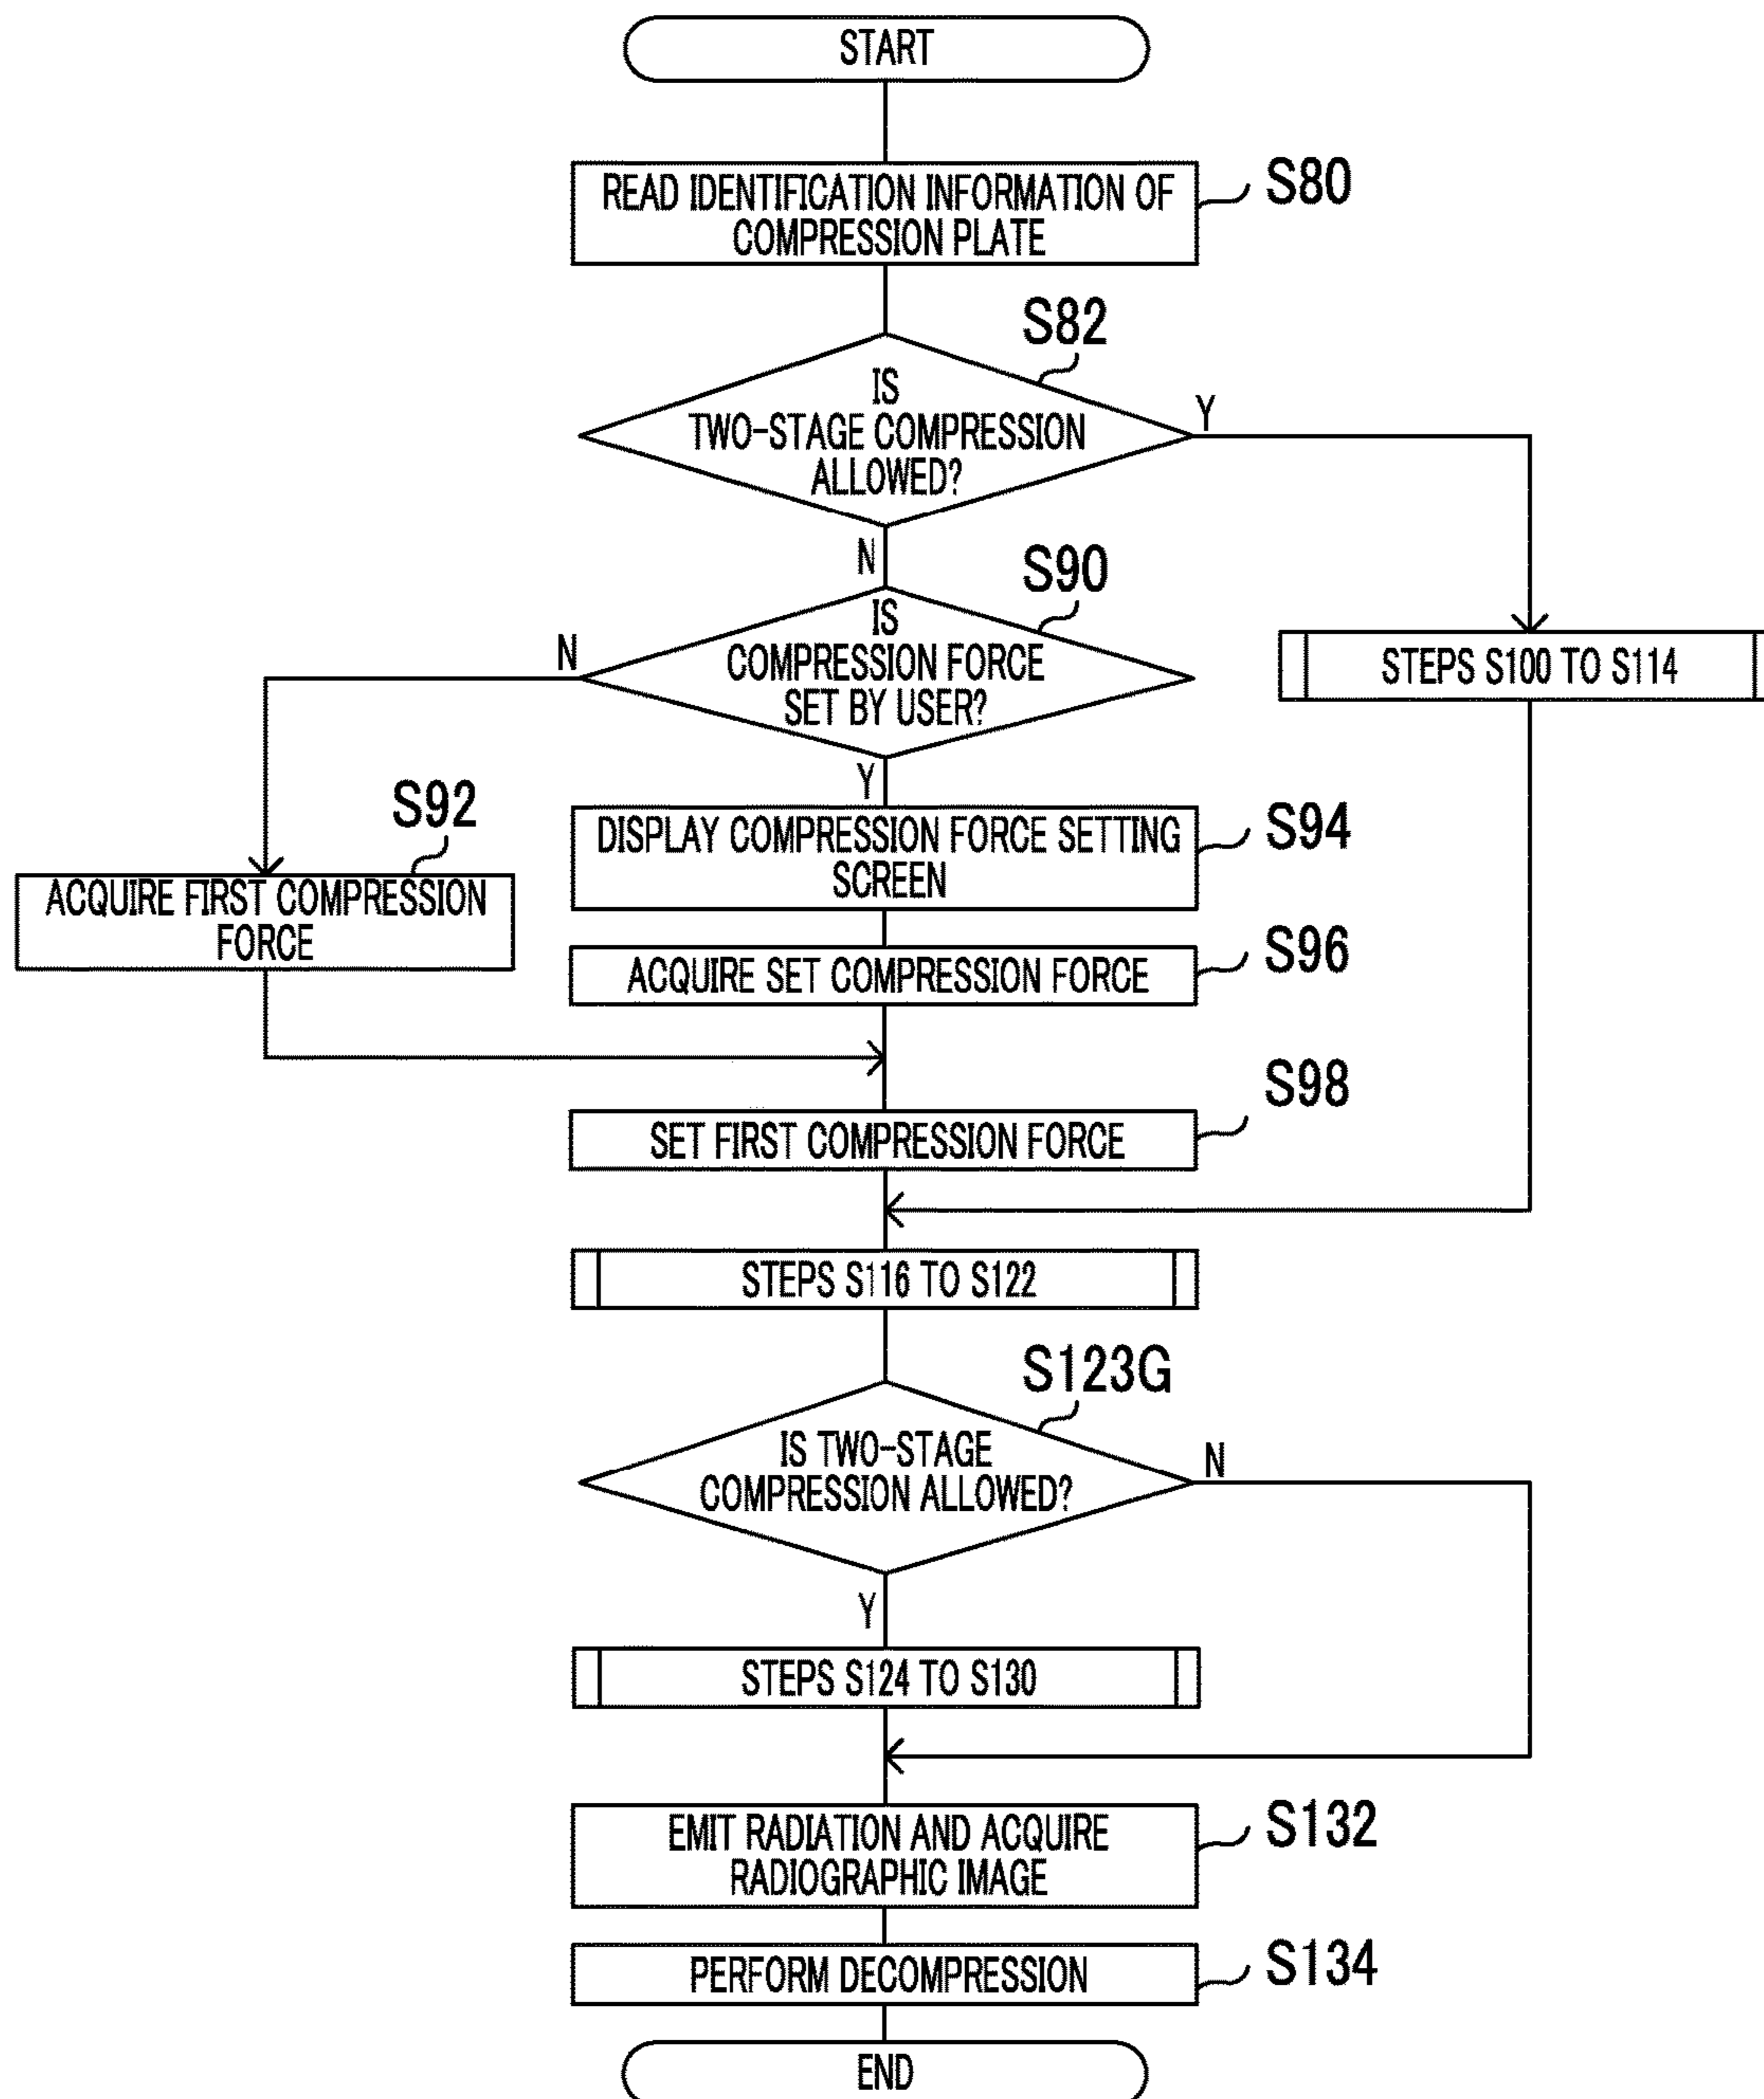 START
READ IDENTIFICATION INFORMATION OF
COMPRESSION PLATE
S80
S82
IS
TWO-STAGE COMPRESSION
ALLOWED?
Y
N
S90
IS
COMPRESSION FORCE
SET BY USER?
N
Y
STEPS S100 TO S114
S92
ACQUIRE FIRST COMPRESSION
FORCE
DISPLAY COMPRESSION FORCE SETTING
SCREEN
S94
ACQUIRE SET COMPRESSION FORCE
S96
SET FIRST COMPRESSION FORCE
S98
STEPS S116 TO S122
S123G
IS TWO-STAGE
COMPRESSION ALLOWED?
N
Y
STEPS S124 TO S130
EMIT RADIATION AND ACQUIRE
RADIOGRAPHIC IMAGE
S132
PERFORM DECOMPRESSION
S134
END